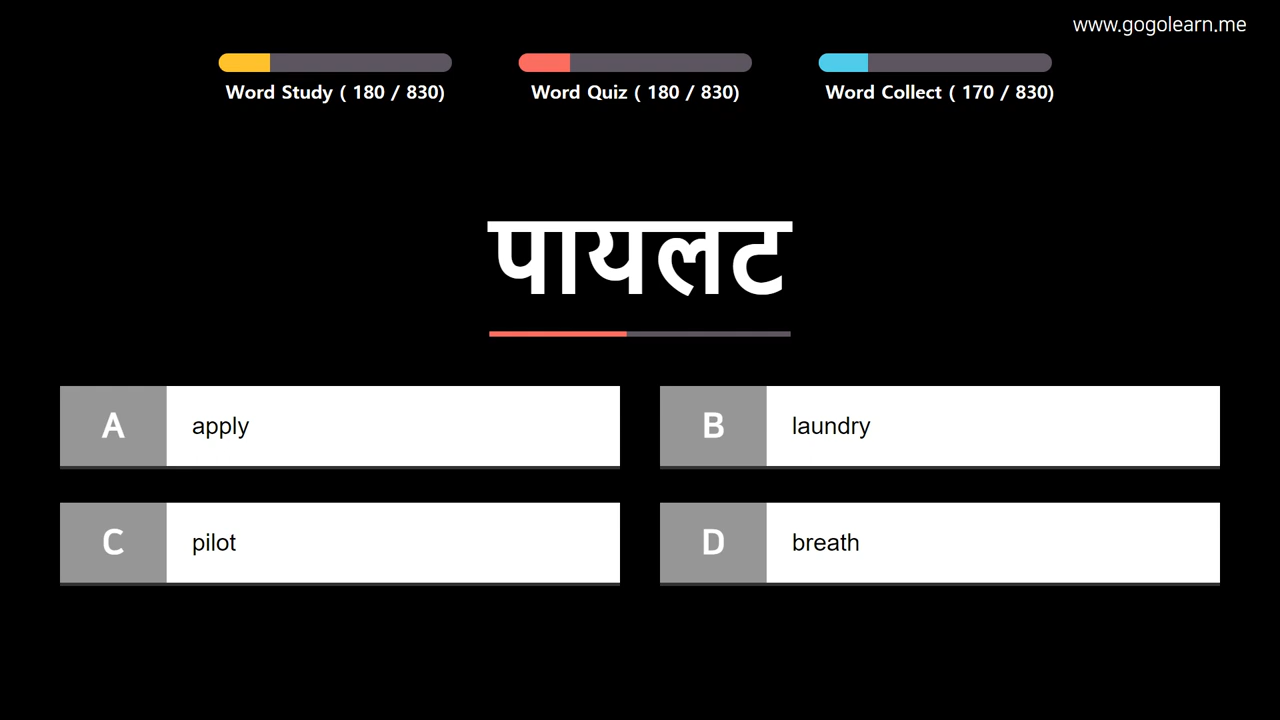 www.gogolearn.me
Word Study ( 180 / 830)
Word Quiz ( 180 / 830)
Word Collect ( 170 / 830)
पायलट
A apply
B laundry
C pilot
D breath